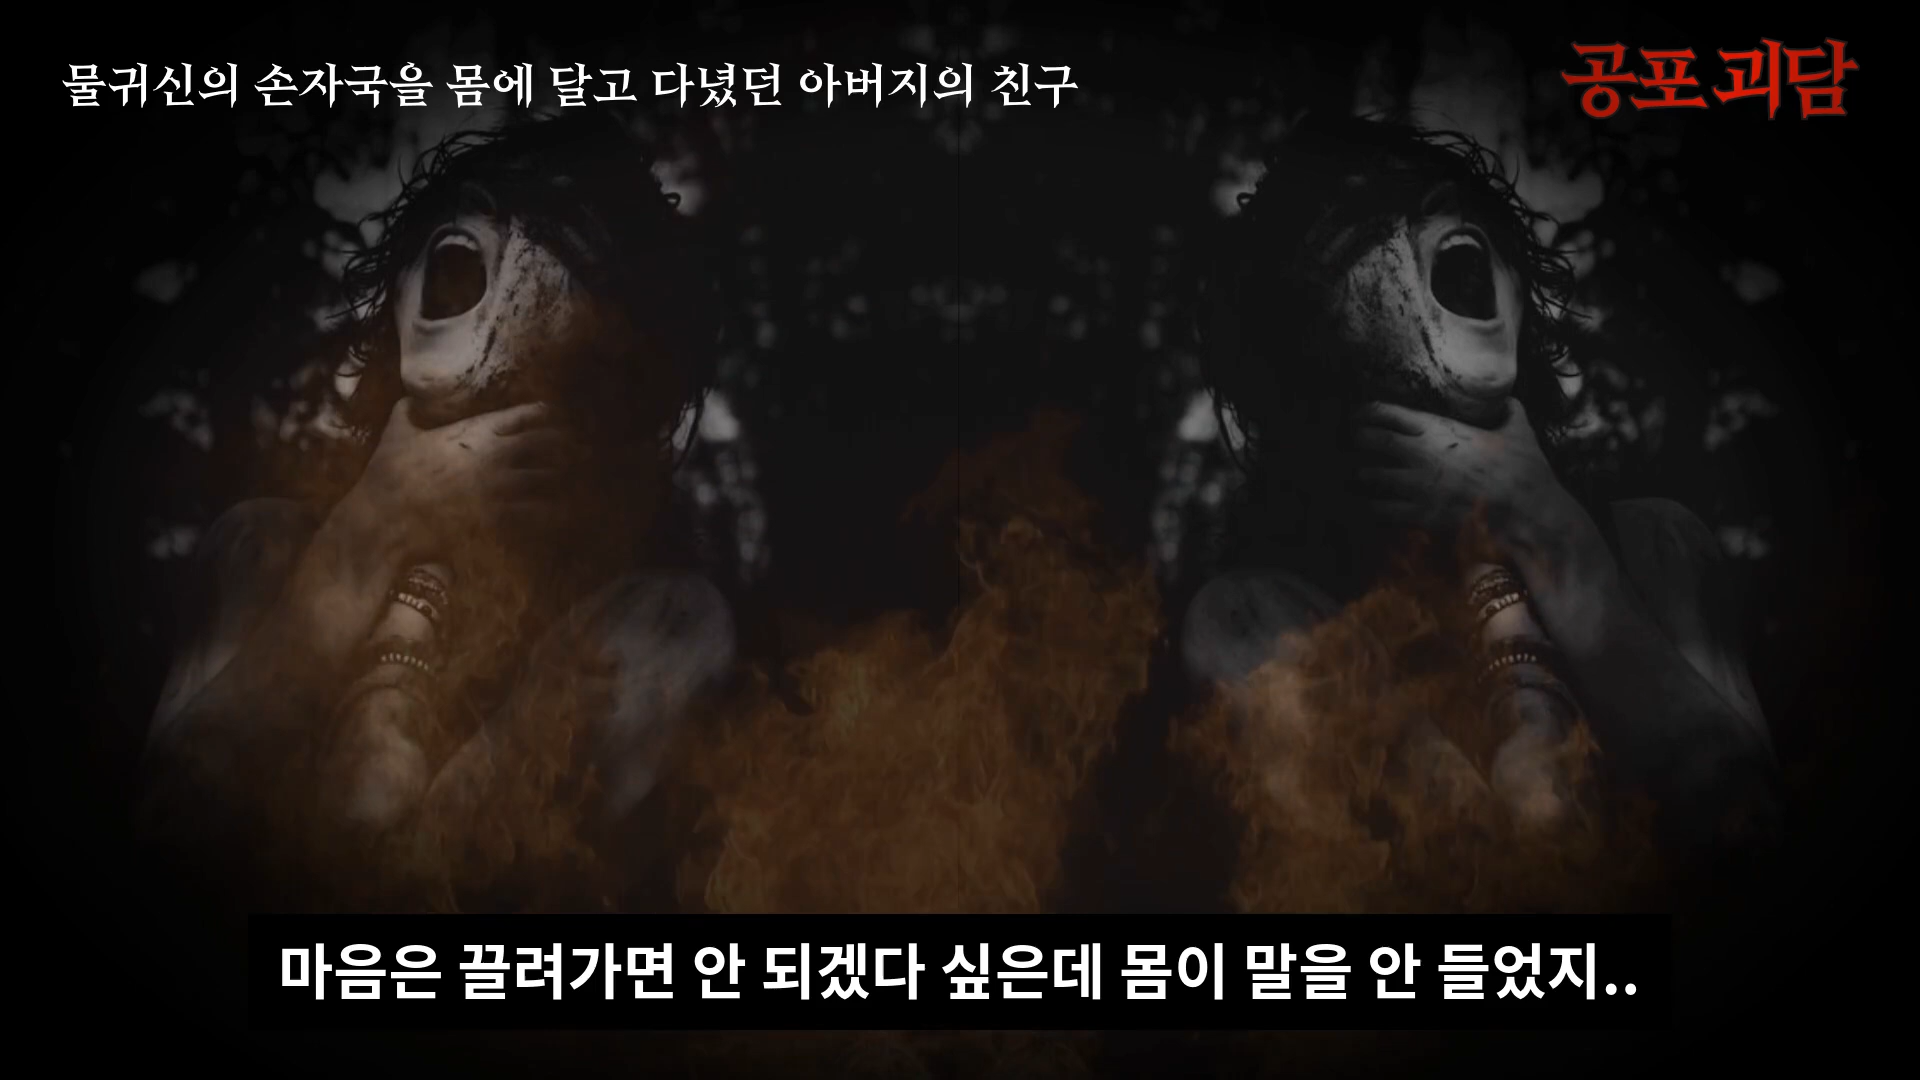 물귀신의 손자국을 몸에 달고 다녔던 아버지의 친구
공포 괴담
마음은 끌려가면 안 되겠다 싶은데 몸이 말을 안 들었지..